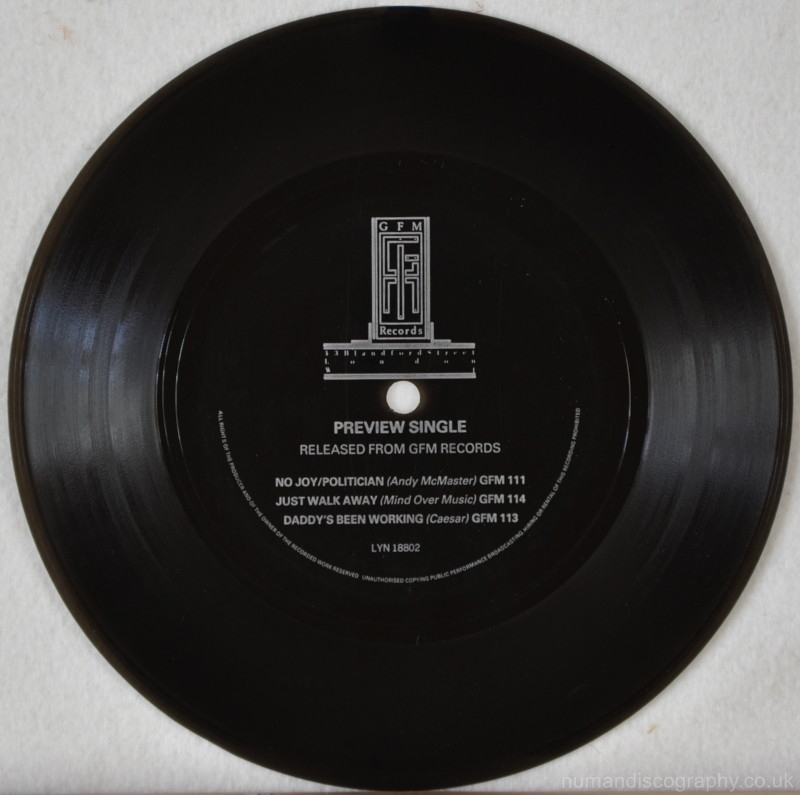 GFM
Records
33 Blandford Street
London
W1
PREVIEW SINGLE
RELEASED FROM GFM RECORDS
NO JOY/POLITICIAN (Andy McMaster) GFM 111
JUST WALK AWAY (Mind Over Music) GFM 114
DADDY'S BEEN WORKING (Caesar) GFM 113
LYN 18802
ALL RIGHTS OF THE PRODUCER AND OF THE OWNER OF THE RECORDED WORK RESERVED UNAUTHORISED COPYING PUBLIC PERFORMANCE BROADCASTING HIRING OR RENTAL OF THIS RECORDING PROHIBITED
numandiscography.co.uk